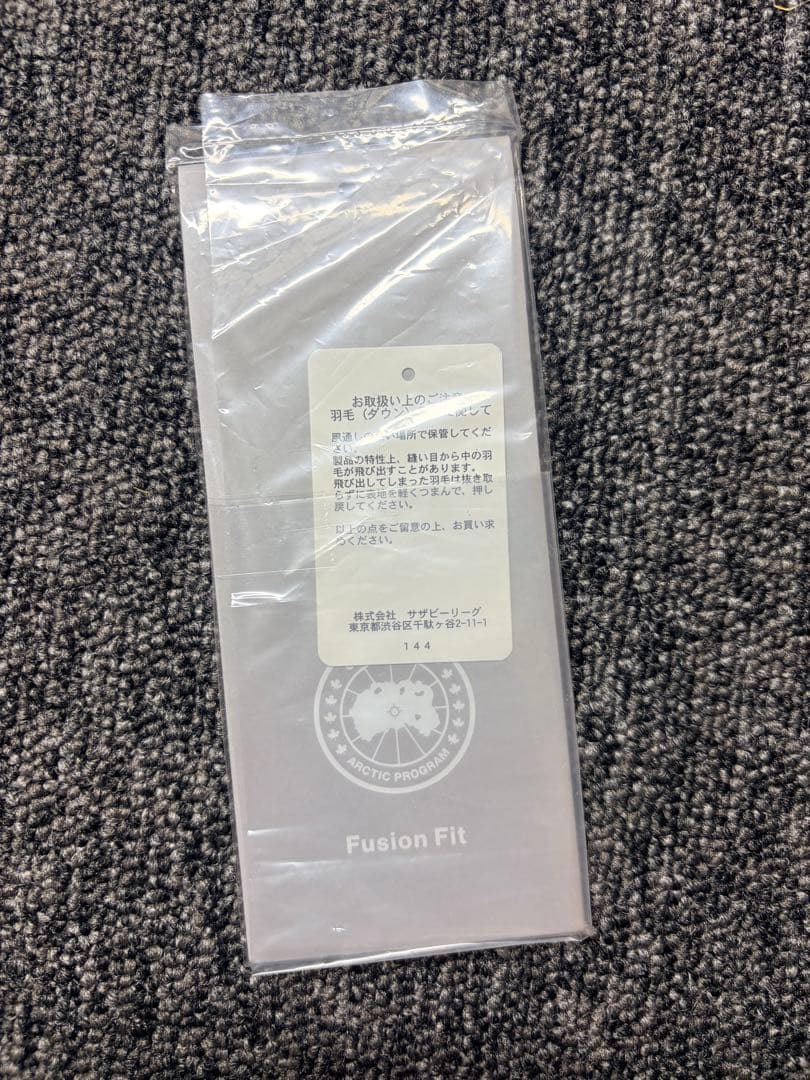 お取扱い上のご注意
羽毛（ダウン） して
風通しの 場所で保管してくだ
さい。
製品の特性上、縫い目から中の羽
毛が飛び出すことがあります。
飛び出してしまった羽毛は抜き取
らずに表地を軽くつまんで、押し
戻してください。
以上の点をご留意の上、お買い求
めください。
株式会社 サザビーリーグ
東京都渋谷区千駄ヶ谷2-11-1
144
ARCTIC PROGRAM
Fusion Fit